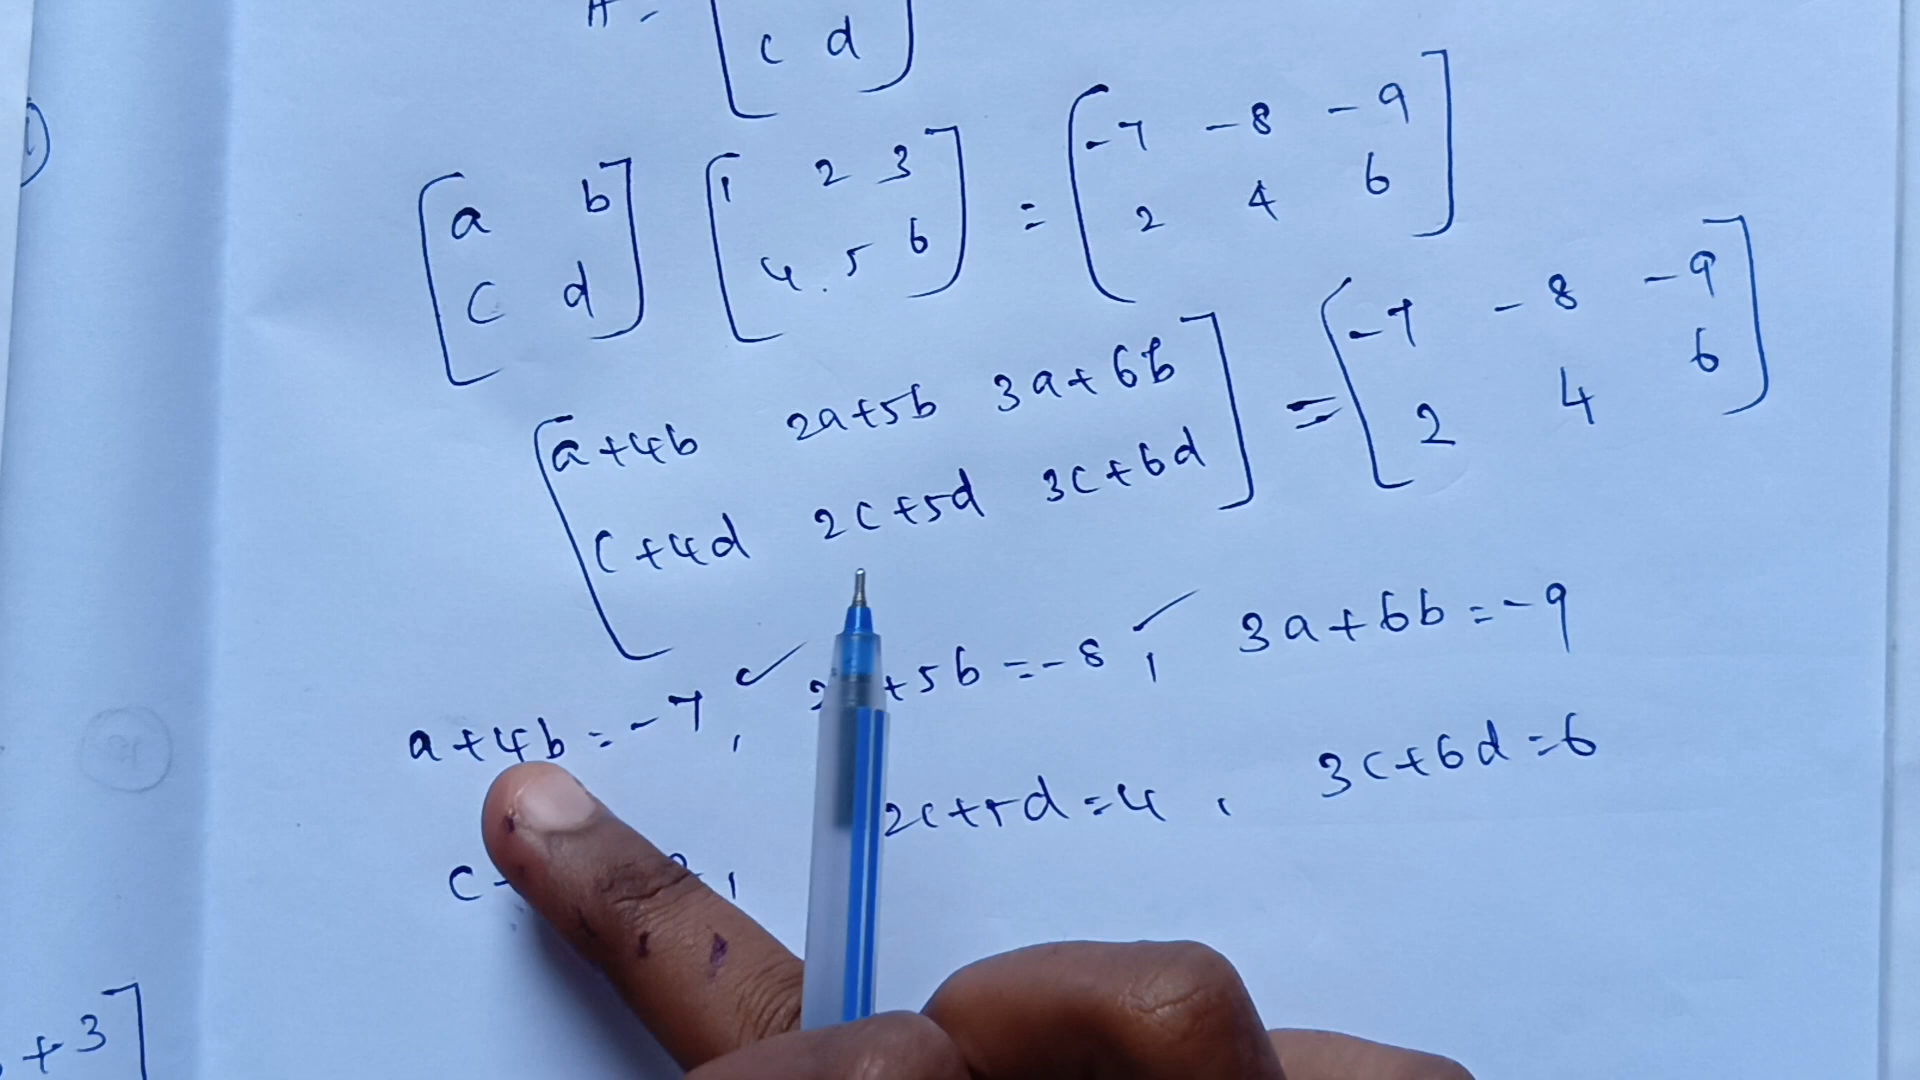 A = [
c d ]
[ a b ] [ 1 2 3 ] = [ -7 -8 -9 ]
[ c d ] [ 4 5 6 ] [ 2 4 6 ]
[ a+4b 2a+5b 3a+6b ] = [ -7 -8 -9 ]
[ c+4d 2c+5d 3c+6d ] [ 2 4 6 ]
a+4b=-7, ✓ 2 +5b=-8, ✓ 3a+6b=-9
c , 2c+5d=4, 3c+6d=6
+3]